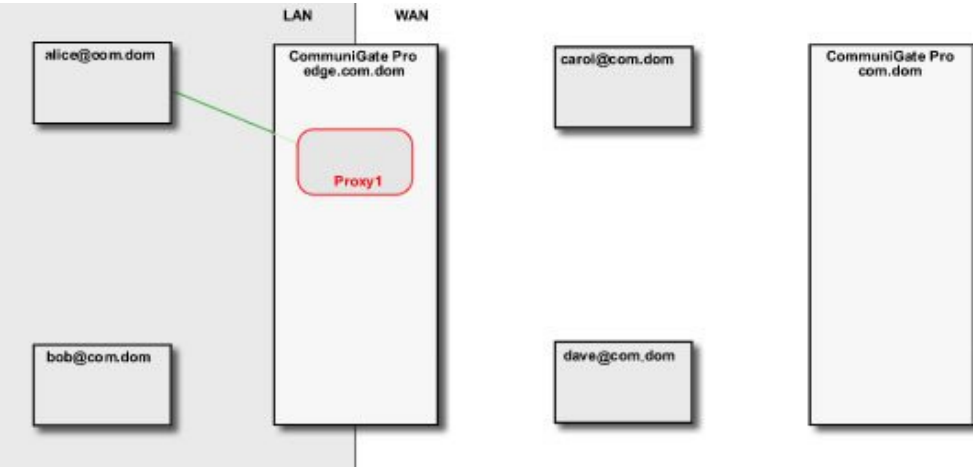 LAN
WAN
alice@com.dom
CommuniGate Pro
edge.com.dom
carol@com.dom
CommuniGate Pro
com.dom
Proxy1
bob@com.dom
dave@com.dom